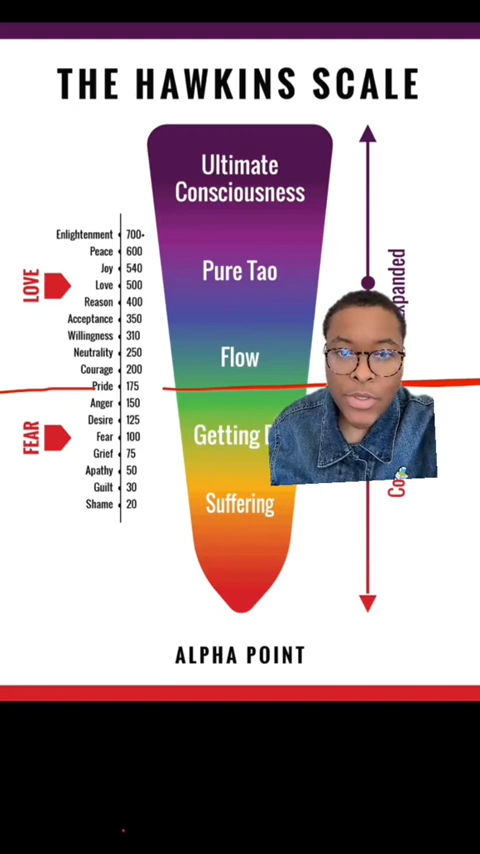 THE HAWKINS SCALE
Ultimate
Consciousness
Pure Tao
Flow
Getting
Suffering
LOVE
FEAR
Enlightenment 700+
Peace 600
Joy 540
Love 500
Reason 400
Acceptance 350
Willingness 310
Neutrality 250
Courage 200
Pride 175
Anger 150
Desire 125
Fear 100
Grief 75
Apathy 50
Guilt 30
Shame 20
ALPHA POINT